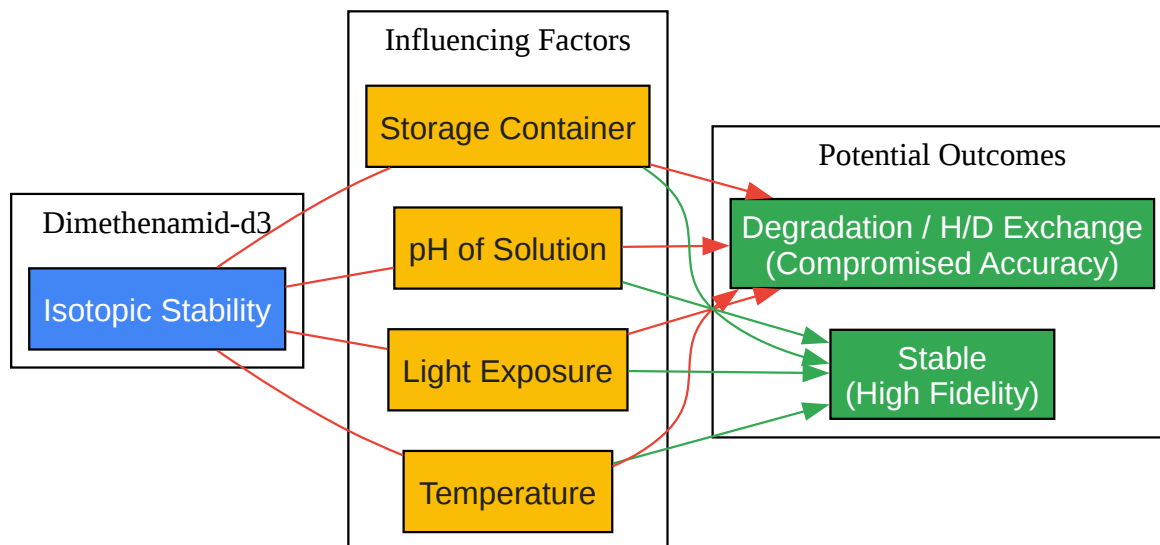 Dimethenamid-d3
Isotopic Stability
Influencing Factors
Storage Container
pH of Solution
Light Exposure
Temperature
Potential Outcomes
Degradation / H/D Exchange
(Compromised Accuracy)
Stable
(High Fidelity)